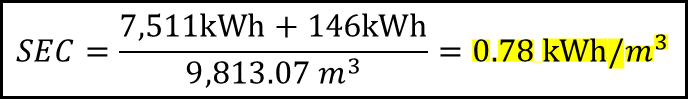 SEC = (7,511kWh + 146kWh) / 9,813.07 m³ = 0.78 kWh/m³